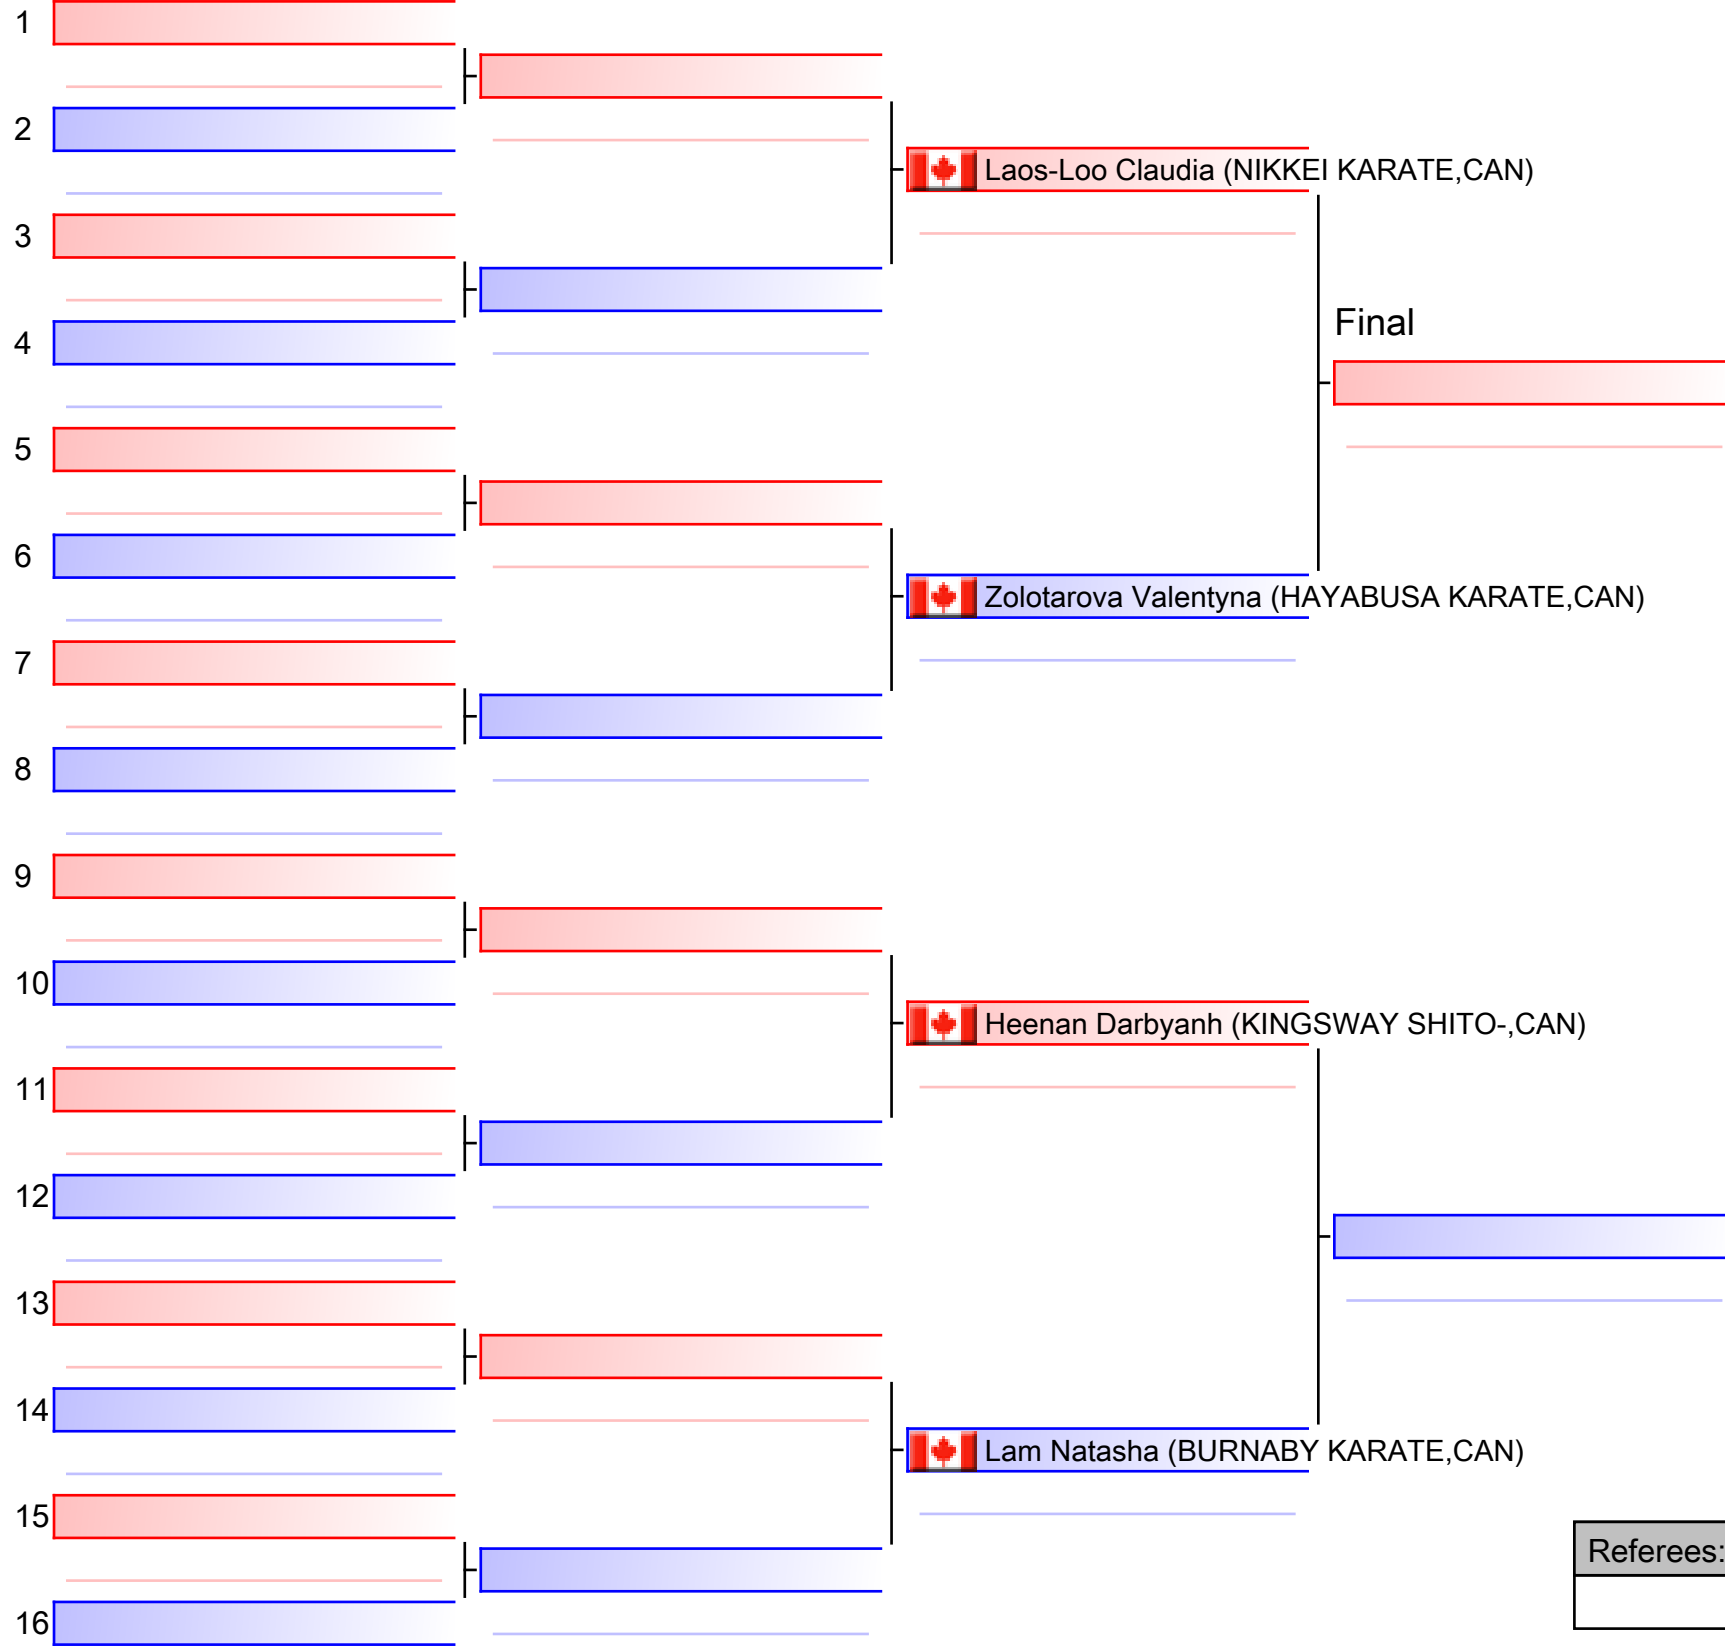 1
2
Laos-Loo Claudia (NIKKEI KARATE,CAN)
3
Final
4
5
6
Zolotarova Valentyna (HAYABUSA KARATE,CAN)
7
8
9
10
Heenan Darbyanh (KINGSWAY SHITO-,CAN)
11
12
13
14
Lam Natasha (BURNABY KARATE,CAN)
15
Referees:
16